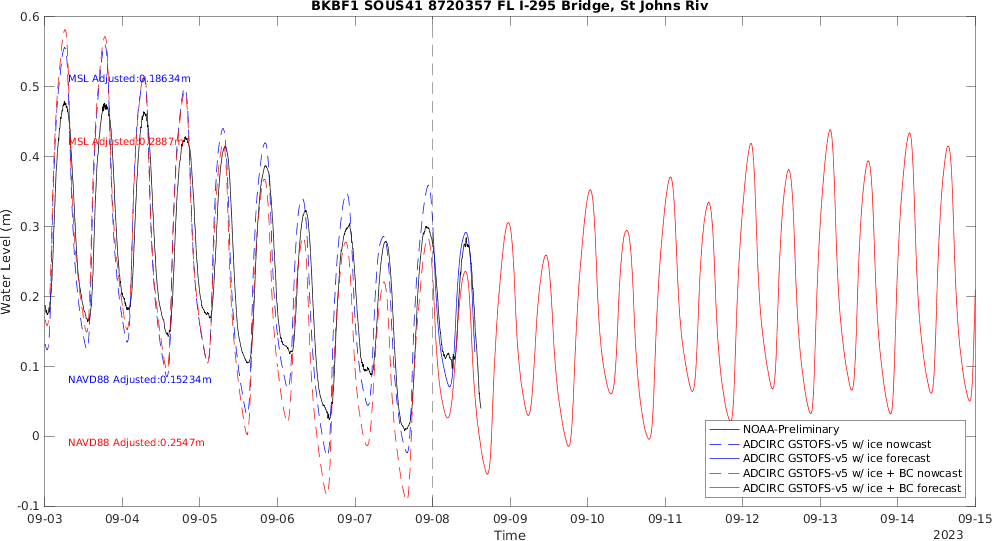 BKBF1 SOUS41 8720357 FL I-295 Bridge, St Johns Riv
0.6
0.5
0.4
0.3
0.2
0.1
0
-0.1
Water Level (m)
MSL Adjusted:0.18634m
MSL Adjusted:0.2887m
NAVD88 Adjusted:0.15234m
NAVD88 Adjusted:0.2547m
NOAA-Preliminary
ADCIRC GSTOFS-v5 w/ ice nowcast
ADCIRC GSTOFS-v5 w/ ice forecast
ADCIRC GSTOFS-v5 w/ ice + BC nowcast
ADCIRC GSTOFS-v5 w/ ice + BC forecast
09-03 09-04 09-05 09-06 09-07 09-08 09-09 09-10 09-11 09-12 09-13 09-14 09-15
Time
2023